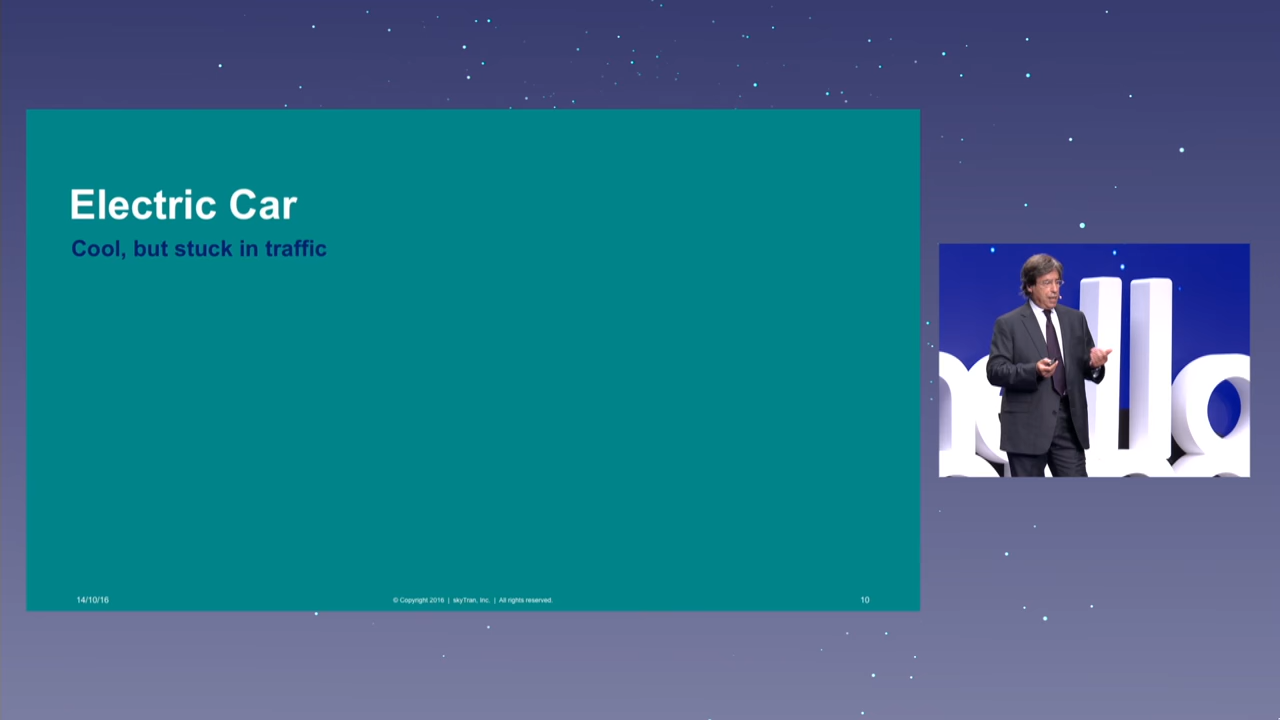 Electric Car
Cool, but stuck in traffic
14/10/16
© Copyright 2016 | skyTran, Inc. | All rights reserved.
10